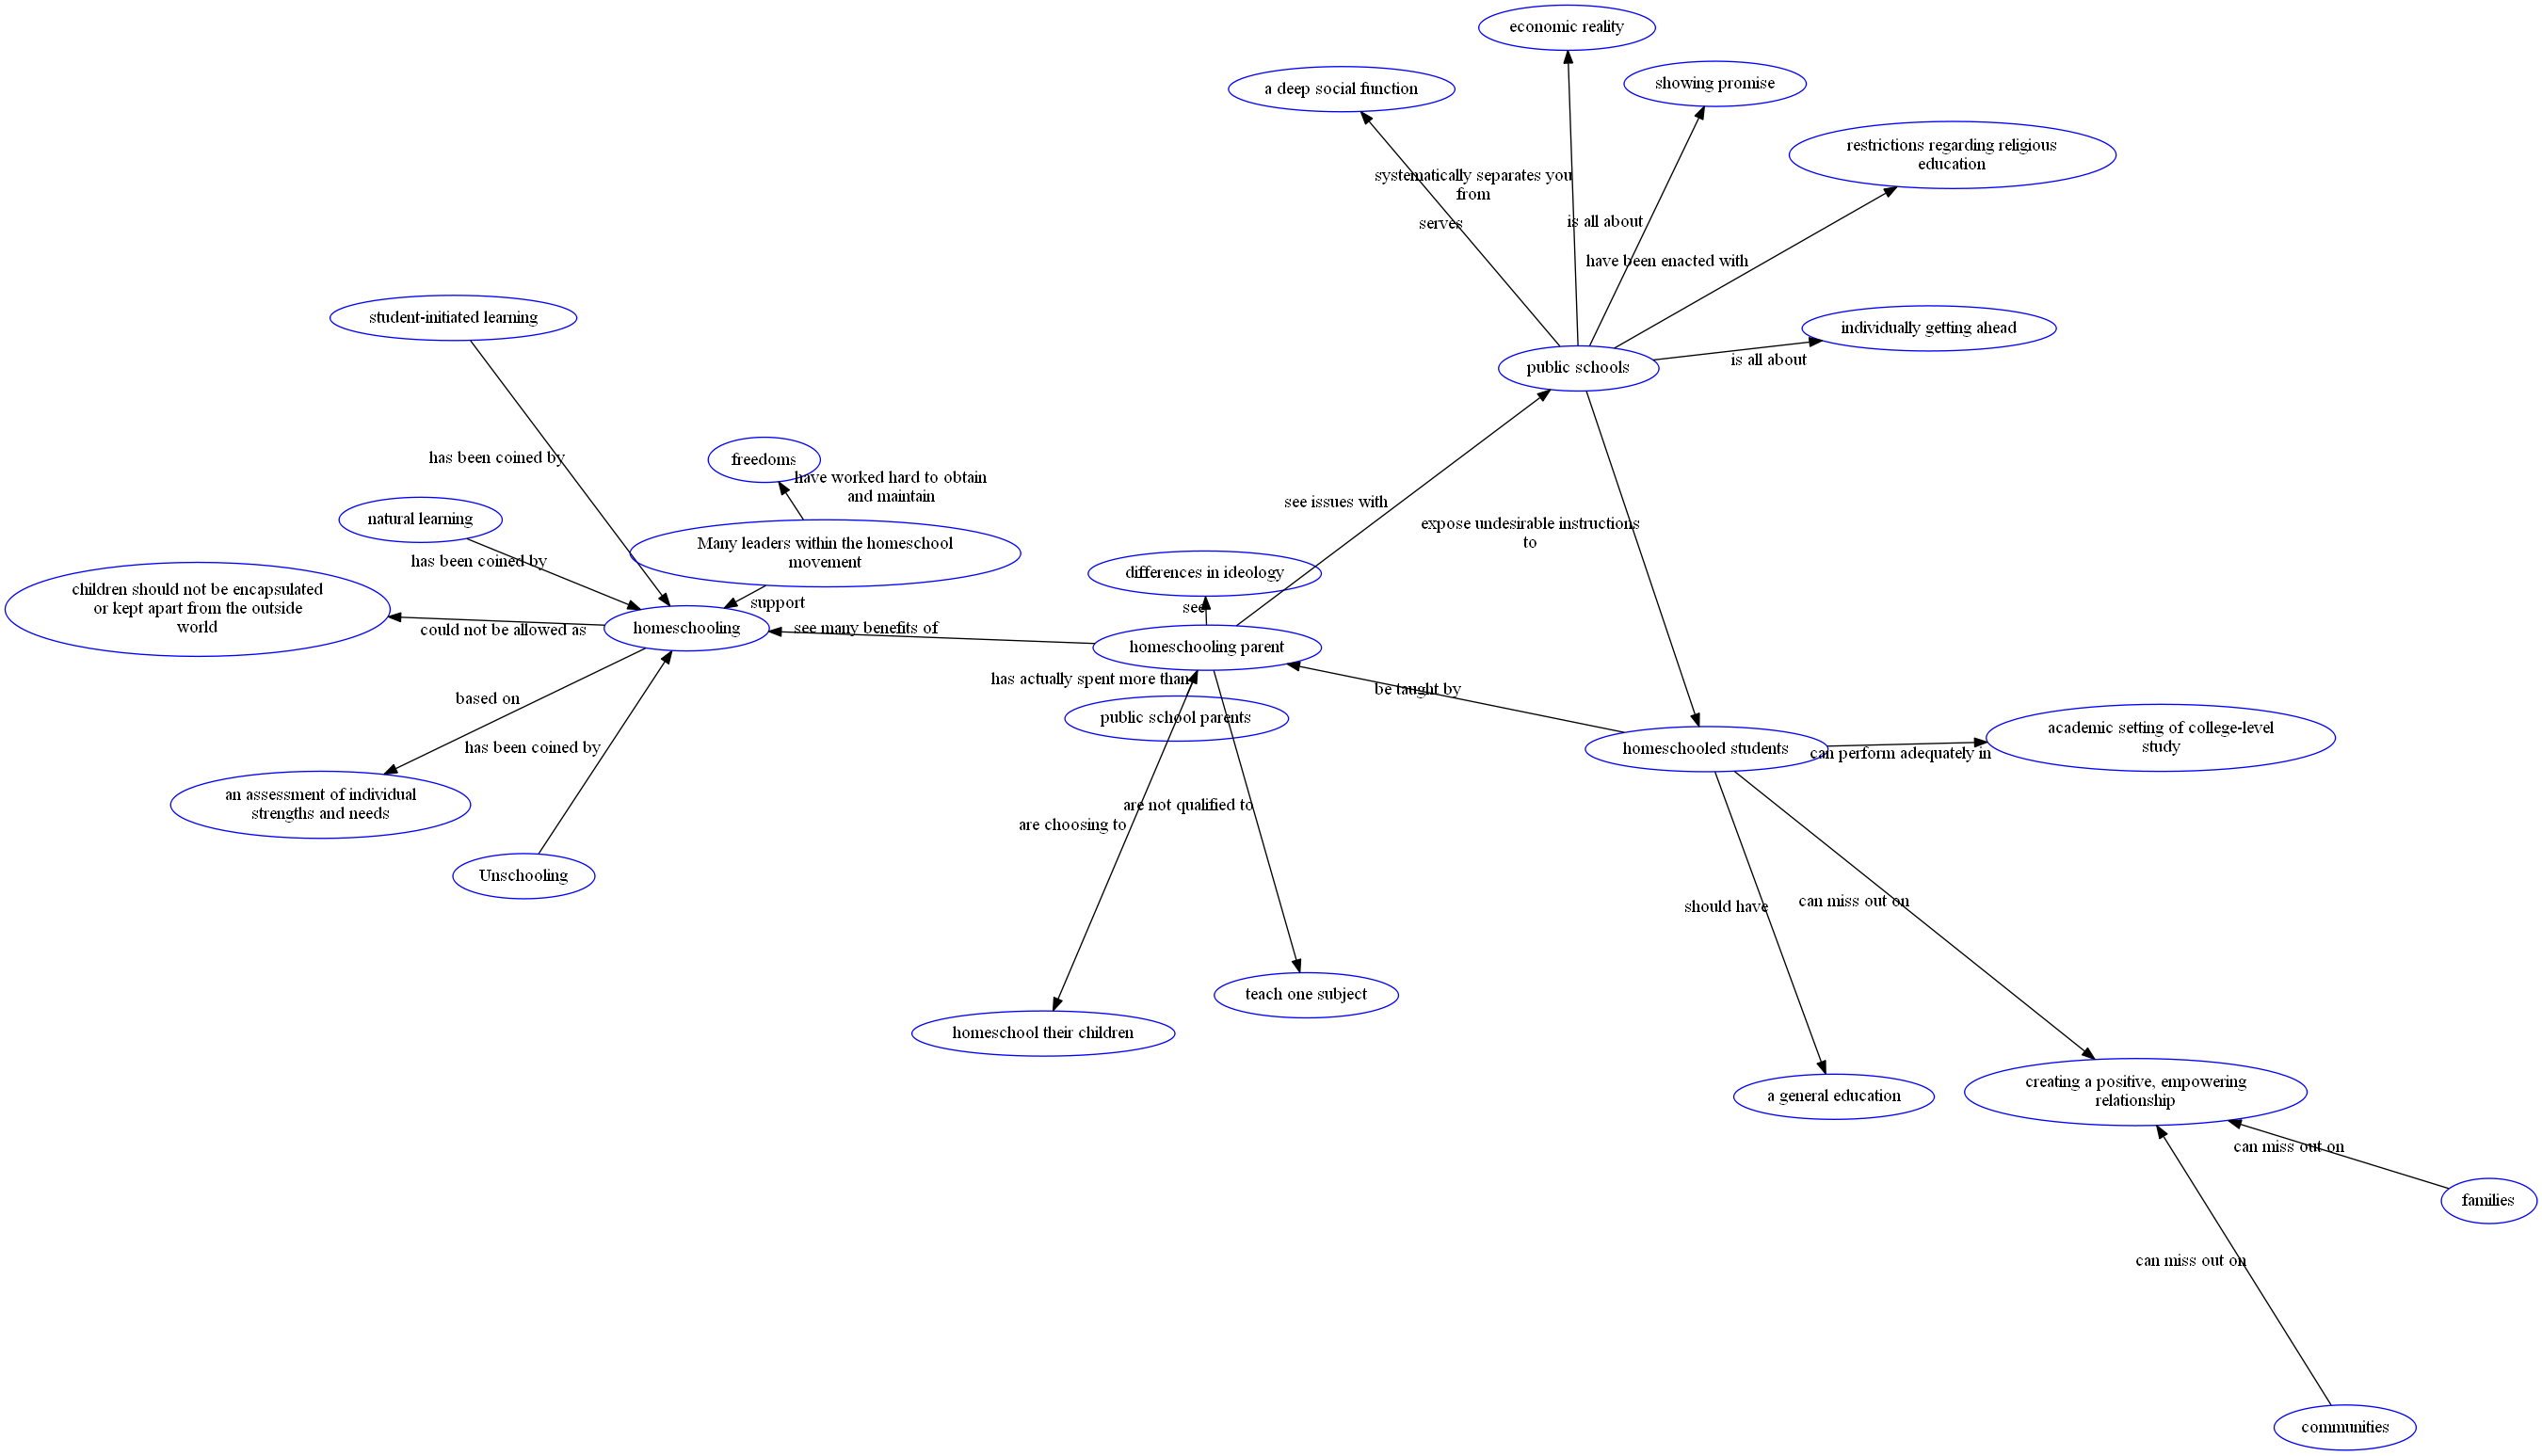 economic reality
showing promise
a deep social function
restrictions regarding religious
education
systematically separates you
from
is all about
serves
have been enacted with
student-initiated learning
individually getting ahead
is all about
public schools
has been coined by
freedoms
have worked hard to obtain
and maintain
see issues with
natural learning
expose undesirable instructions
to
Many leaders within the homeschool
movement
has been coined by
differences in ideology
children should not be encapsulated
or kept apart from the outside
world
support
see
homeschooling
could not be allowed as
see many benefits of
homeschooling parent
has actually spent more than
be taught by
based on
public school parents
academic setting of college-level
study
has been coined by
homeschooled students
can perform adequately in
an assessment of individual
strengths and needs
are not qualified to
are choosing to
Unschooling
should have
can miss out on
teach one subject
homeschool their children
creating a positive, empowering
relationship
a general education
can miss out on
families
can miss out on
communities